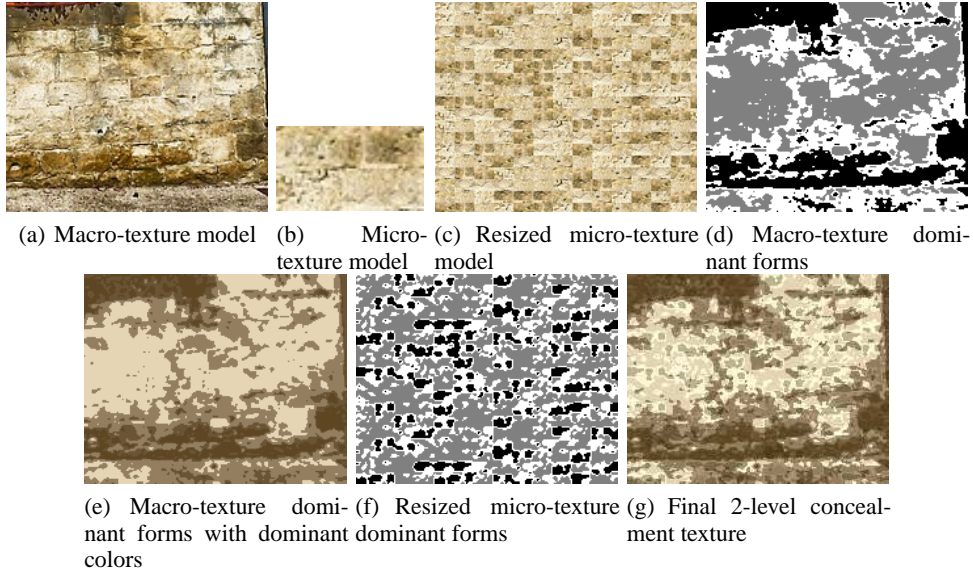 (a) Macro-texture model
(b) Micro-
texture model
(c) Resized micro-texture
model
(d) Macro-texture domi-
nant forms
(e) Macro-texture domi-
nant forms with dominant
colors
(f) Resized micro-texture
dominant forms
(g) Final 2-level conceal-
ment texture